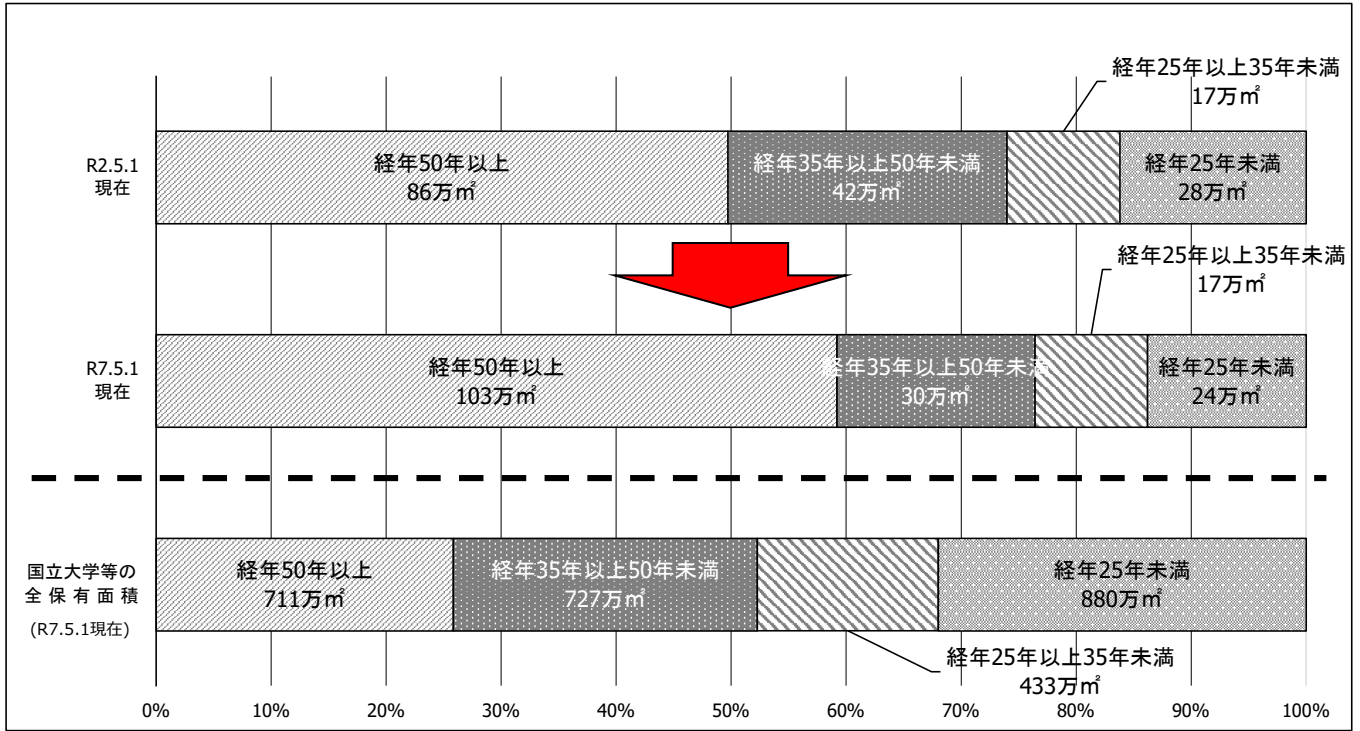 経年25年以上35年未満
17万㎡
R2.5.1
現在
経年50年以上
86万㎡
経年35年以上50年未満
42万㎡
経年25年未満
28万㎡
経年25年以上35年未満
17万㎡
R7.5.1
現在
経年50年以上
103万㎡
経年35年以上50年未満
30万㎡
経年25年未満
24万㎡
国立大学等の
全保有面積
(R7.5.1現在)
経年50年以上
711万㎡
経年35年以上50年未満
727万㎡
経年25年未満
880万㎡
経年25年以上35年未満
433万㎡
0% 10% 20% 30% 40% 50% 60% 70% 80% 90% 100%